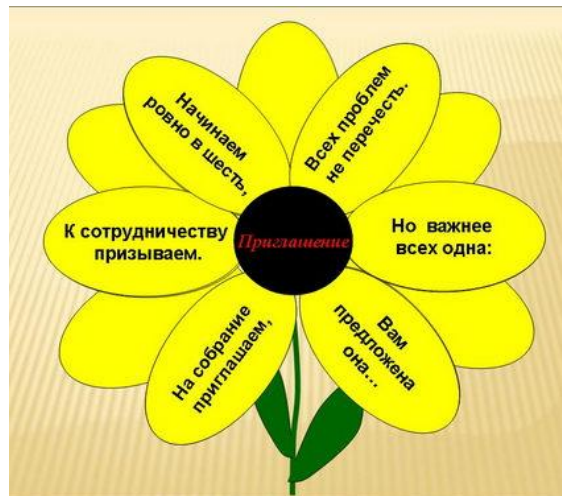 Приглашение
На собрание
приглашаем,
К сотрудничеству
призываем.
Начинаем
ровно в шесть,
Всех проблем
не перечесть.
Но важнее
всех одна:
Вам
предложена
она...